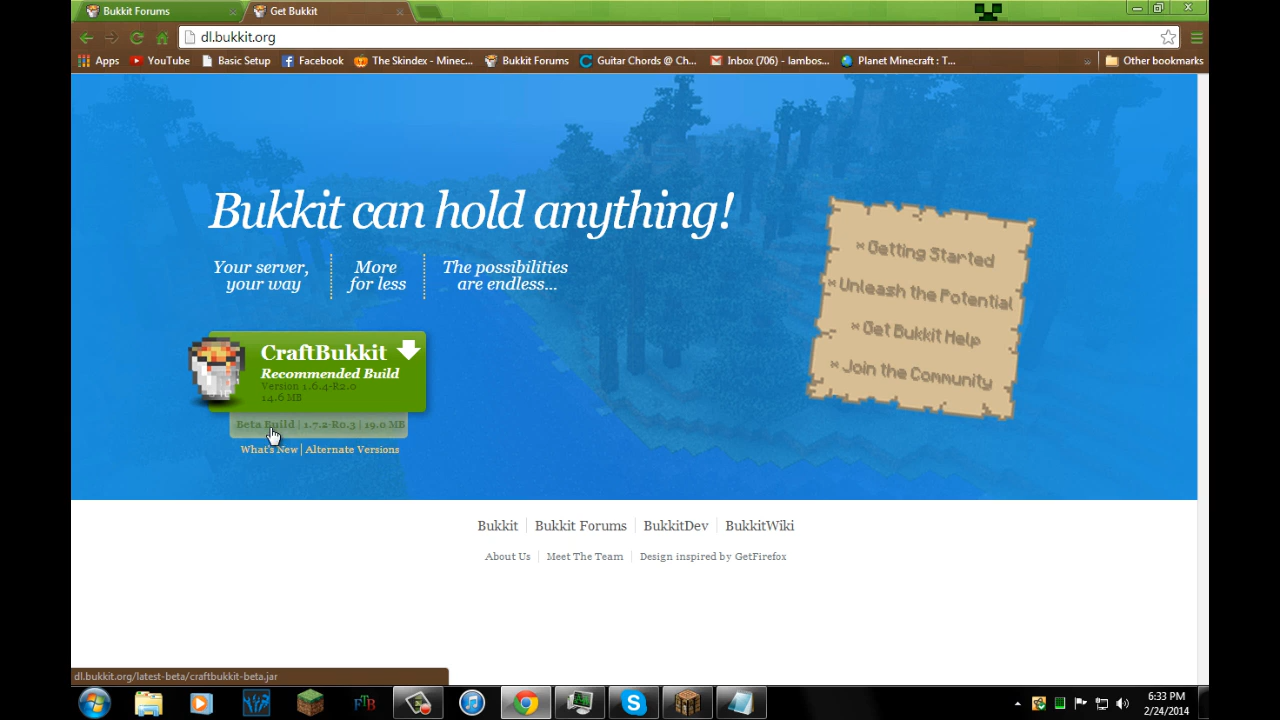 Bukkit Forums
Get Bukkit
dl.bukkit.org
Apps
YouTube
Basic Setup
Facebook
The Skindex - Minec...
Bukkit Forums
Guitar Chords @ Ch...
Inbox (706) - lambos...
Planet Minecraft : T...
»
Other bookmarks
Bukkit can hold anything!
Your server,
your way
More
for less
The possibilities
are endless...
× Getting Started
× Unleash the Potential
× Get Bukkit Help
× Join the Community
CraftBukkit
Recommended Build
Version 1.6.4-R2.0
14.6 MB
Beta Build | 1.7.2-R0.3 | 19.0 MB
What's New | Alternate Versions
Bukkit
Bukkit Forums
BukkitDev
BukkitWiki
About Us
Meet The Team
Design inspired by GetFirefox
dl.bukkit.org/latest-beta/craftbukkit-beta.jar
FTB
6:33 PM
2/24/2014